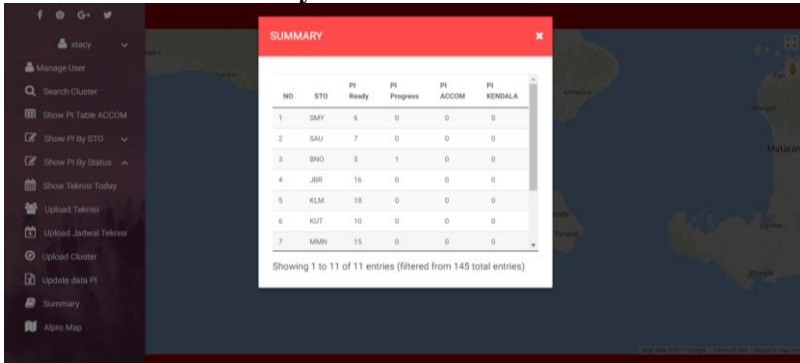 xtacy
Manage User
Search Cluster
Show PI Table ACCOM
Show PI By STO
Show PI By Status
Show Teknisi Today
Upload Teknisi
Upload Jadwal Teknisi
Upload Cluster
Update data PI
Summary
Alpro Map
SUMMARY ×
NO STO PI Ready PI Progress PI ACCOM PI KENDALA
1 SMY 6 0 0 0
2 SAU 7 0 0 0
3 BNO 5 1 0 0
4 JBR 16 0 0 0
5 KLM 18 0 0 0
6 KUT 10 0 0 0
7 MMN 15 0 0 0
Showing 1 to 11 of 11 entries (filtered from 145 total entries)
Mataram